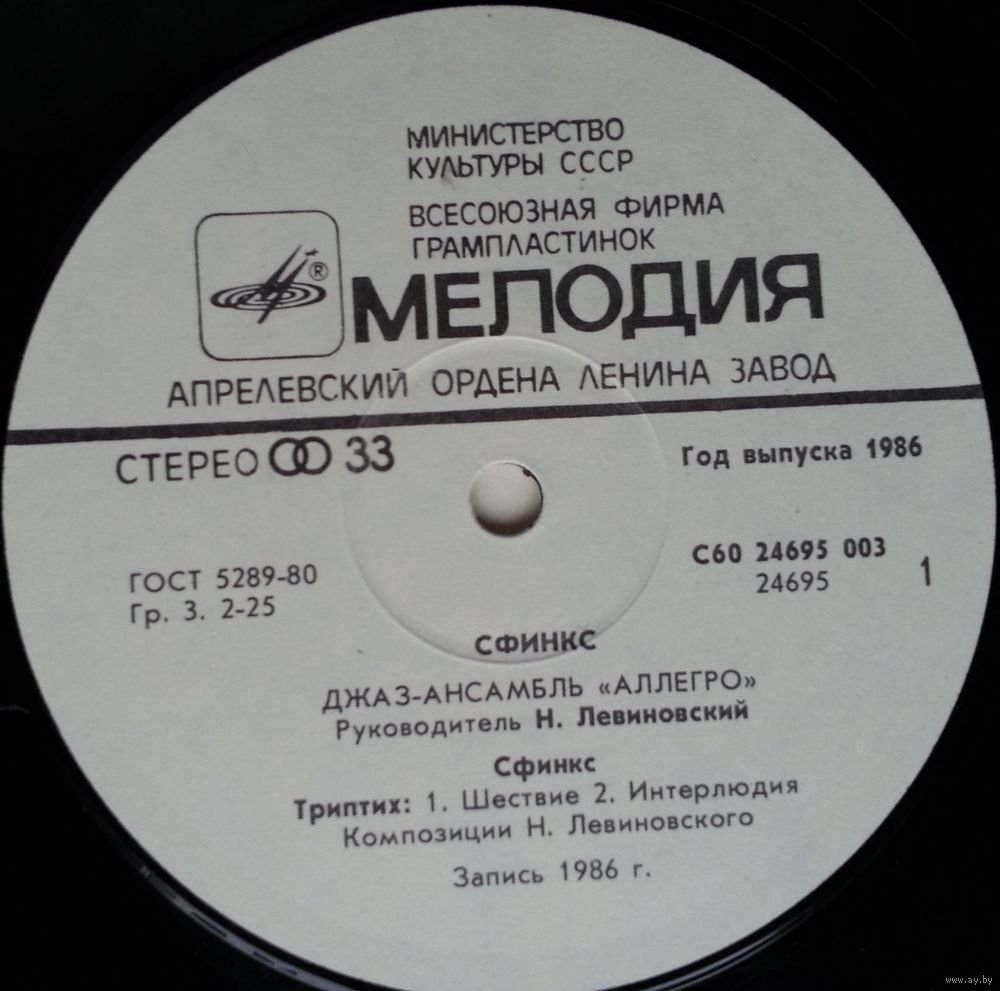 МИНИСТЕРСТВО
КУЛЬТУРЫ СССР
ВСЕСОЮЗНАЯ ФИРМА
ГРАМПЛАСТИНОК
®
МЕЛОДИЯ
АПРЕЛЕВСКИЙ ОРДЕНА ЛЕНИНА ЗАВОД
СТЕРЕО 33
Год выпуска 1986
ГОСТ 5289-80
Гр. 3. 2-25
С60 24695 003
24695
1
СФИНКС
ДЖАЗ-АНСАМБЛЬ «АЛЛЕГРО»
Руководитель Н. Левиновский
Сфинкс
Триптих: 1. Шествие 2. Интерлюдия
Композиции Н. Левиновского
Запись 1986 г.
www.ay.by